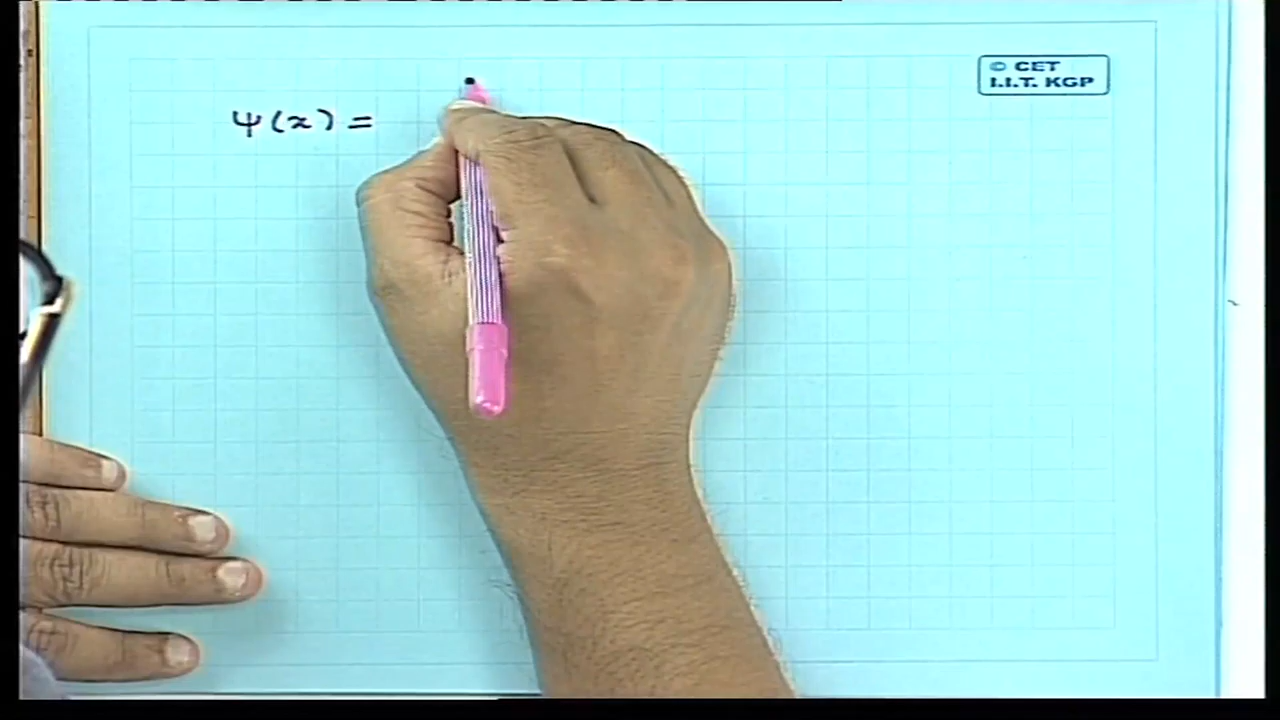 ψ(x) =
© CET
I.I.T. KGP